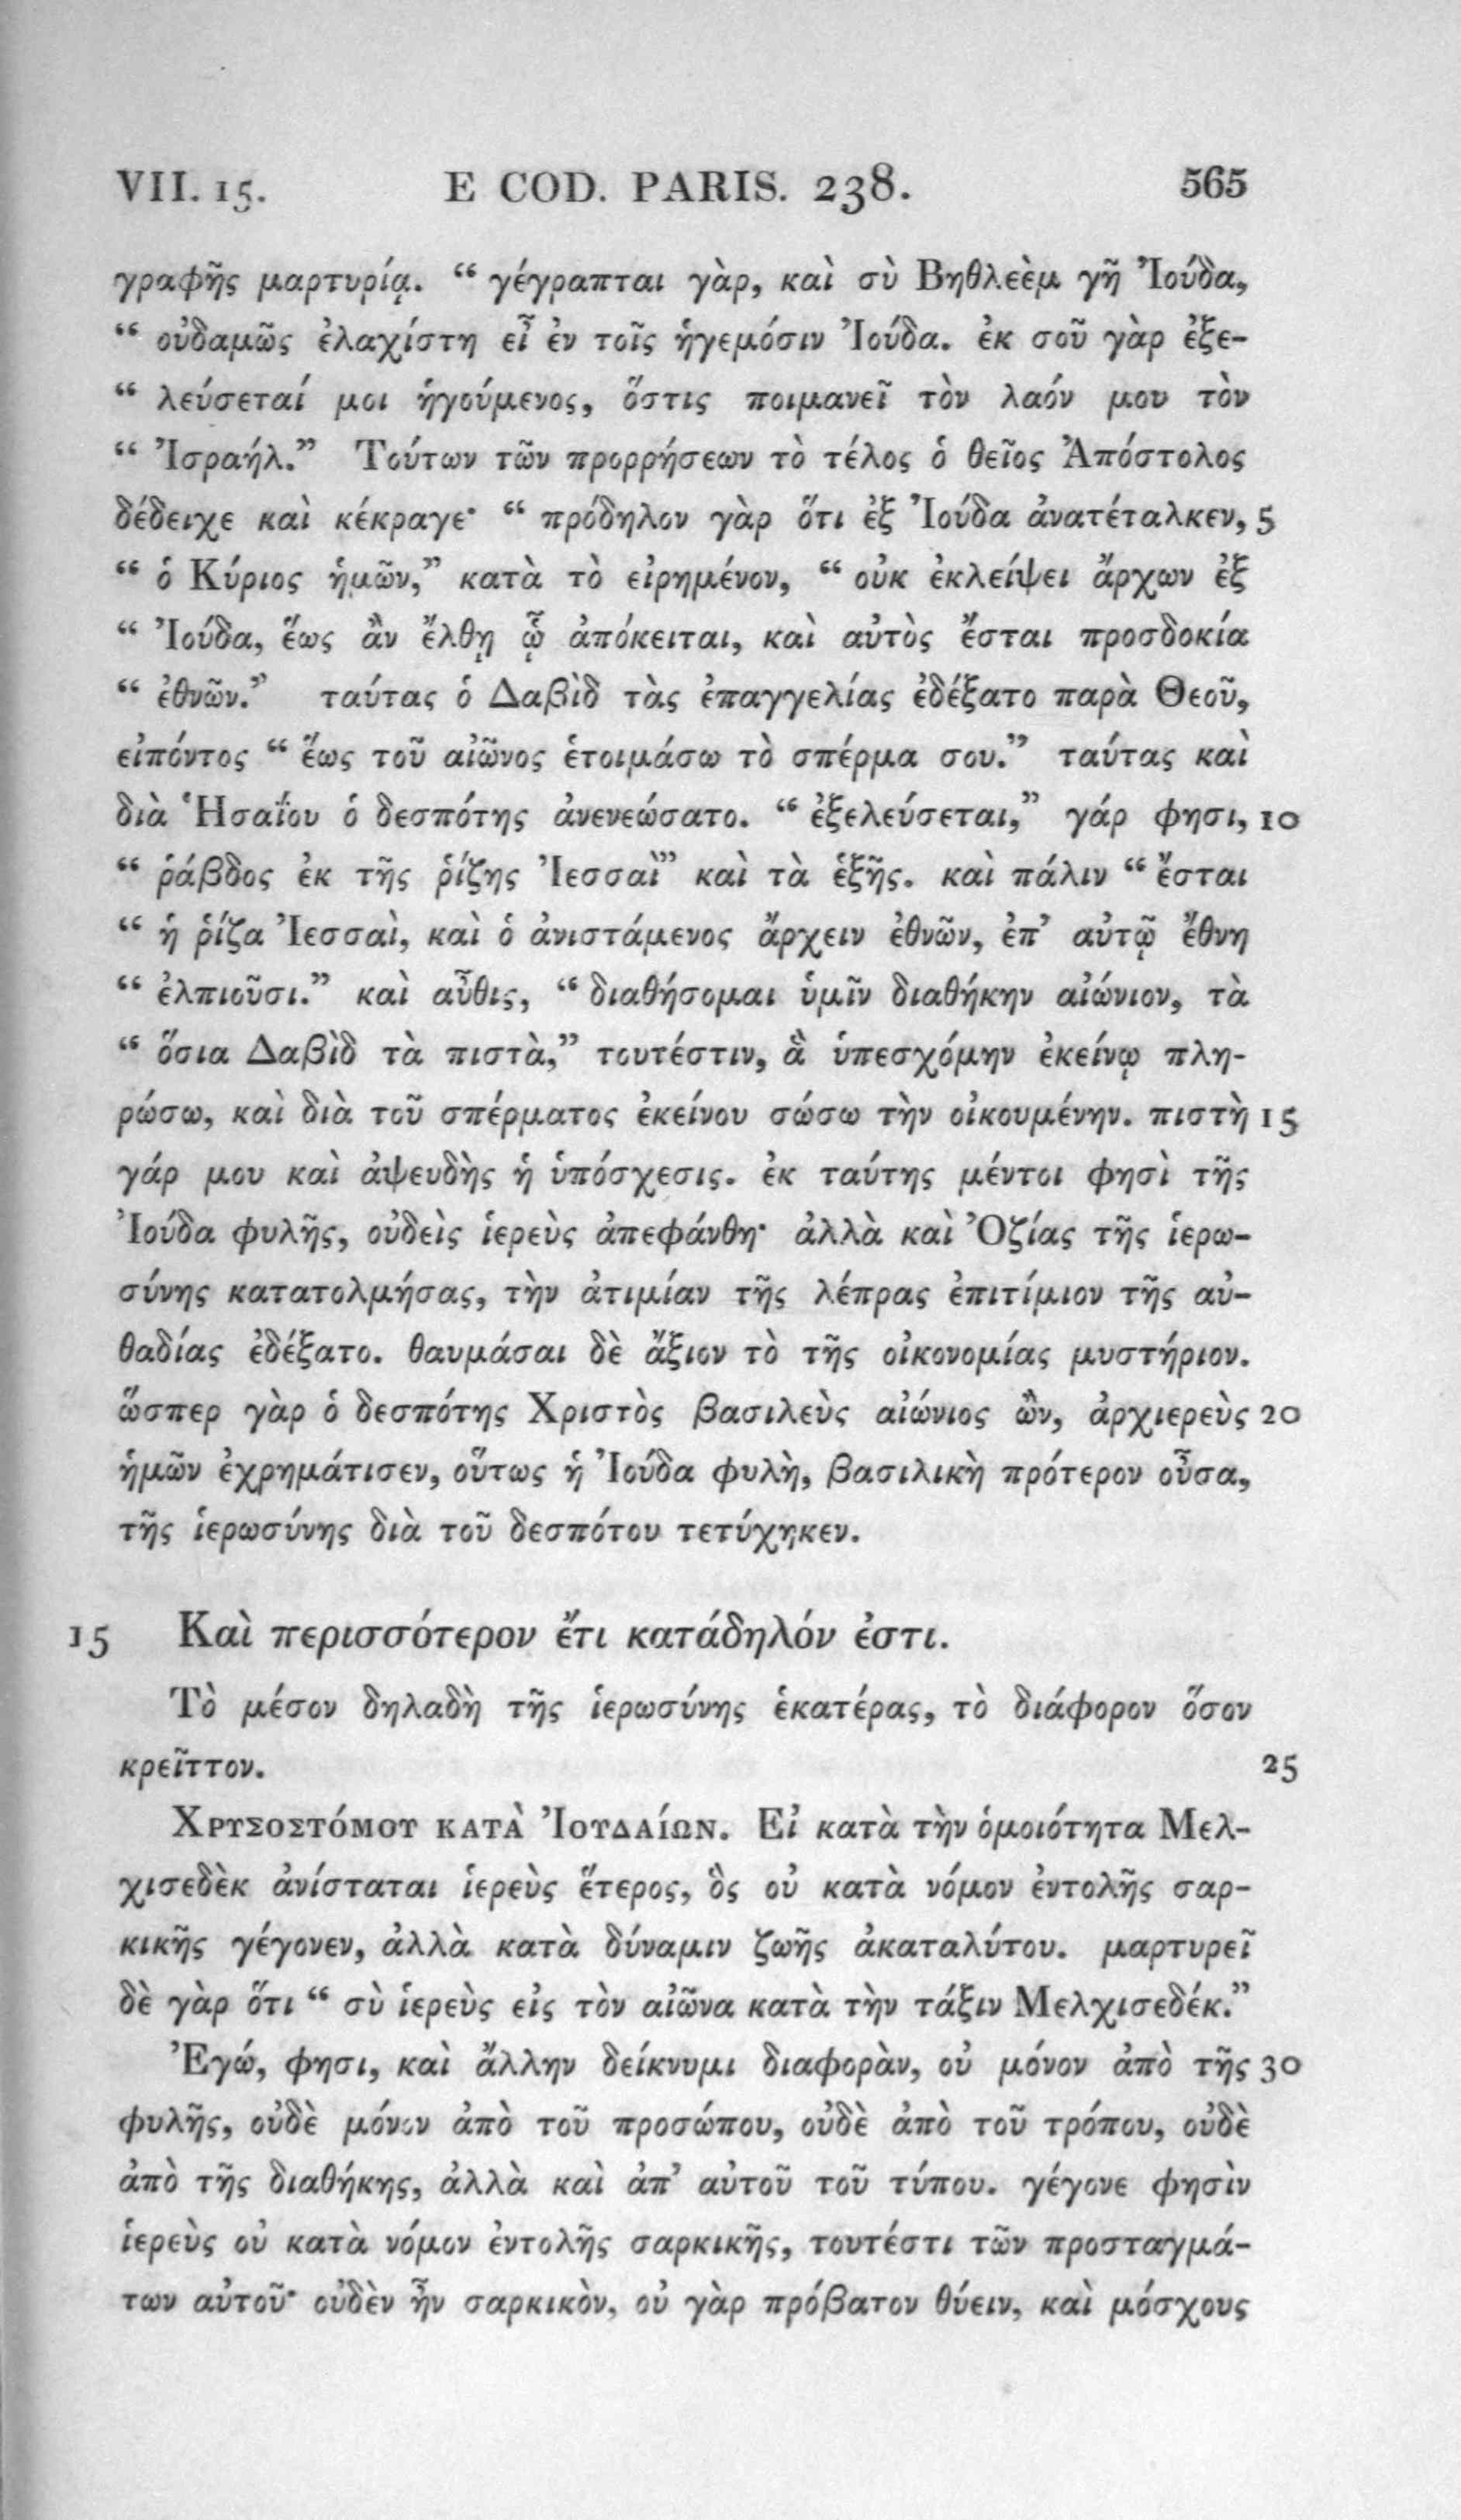 VII. 15. E COD. PARIS. 238. 565
γραφῆς μαρτυρίᾳ. “ γέγραπται γὰρ, καὶ σὺ Βηθλεὲμ γῆ Ἰούδα,
“ οὐδαμῶς ἐλαχίστη εἶ ἐν τοῖς ἡγεμόσιν Ἰούδα. ἐκ σοῦ γὰρ ἐξε-
“ λεύσεταί μοι ἡγούμενος, ὅστις ποιμανεῖ τὸν λαόν μου τὸν
“ Ἰσραήλ.” Τούτων τῶν προρρήσεων τὸ τέλος ὁ θεῖος Ἀπόστολος
δέδειχε καὶ κέκραγε· “ πρόδηλον γὰρ ὅτι ἐξ Ἰούδα ἀνατέταλκεν, 5
“ ὁ Κύριος ἡμῶν,” κατὰ τὸ εἰρημένον, “ οὐκ ἐκλείψει ἄρχων ἐξ
“ Ἰούδα, ἕως ἂν ἔλθῃ ᾧ ἀπόκειται, καὶ αὐτὸς ἔσται προσδοκία
“ ἐθνῶν.” ταύτας ὁ Δαβὶδ τὰς ἐπαγγελίας ἐδέξατο παρὰ Θεοῦ,
εἰπόντος “ ἕως τοῦ αἰῶνος ἑτοιμάσω τὸ σπέρμα σου.” ταύτας καὶ
διὰ Ἡσαΐου ὁ δεσπότης ἀνενεώσατο. “ ἐξελεύσεται,” γάρ φησι, 10
“ ῥάβδος ἐκ τῆς ῥίζης Ἰεσσαὶ” καὶ τὰ ἑξῆς. καὶ πάλιν “ ἔσται
“ ἡ ῥίζα Ἰεσσαὶ, καὶ ὁ ἀνιστάμενος ἄρχειν ἐθνῶν, ἐπ’ αὐτῷ ἔθνη
“ ἐλπιοῦσι.” καὶ αὖθις, “ διαθήσομαι ὑμῖν διαθήκην αἰώνιον, τὰ
“ ὅσια Δαβὶδ τὰ πιστὰ,” τουτέστιν, ἃ ὑπεσχόμην ἐκείνῳ πλη-
ρώσω, καὶ διὰ τοῦ σπέρματος ἐκείνου σώσω τὴν οἰκουμένην. πιστὴ 15
γάρ μου καὶ ἀψευδὴς ἡ ὑπόσχεσις. ἐκ ταύτης μέντοι φησὶ τῆς
Ἰούδα φυλῆς, οὐδεὶς ἱερεὺς ἀπεφάνθη· ἀλλὰ καὶ Ὀζίας τῆς ἱερω-
σύνης κατατολμήσας, τὴν ἀτιμίαν τῆς λέπρας ἐπιτίμιον τῆς αὐ-
θαδίας ἐδέξατο. θαυμάσαι δὲ ἄξιον τὸ τῆς οἰκονομίας μυστήριον.
ὥσπερ γὰρ ὁ δεσπότης Χριστὸς βασιλεὺς αἰώνιος ὢν, ἀρχιερεὺς 20
ἡμῶν ἐχρημάτισεν, οὕτως ἡ Ἰούδα φυλὴ, βασιλικὴ πρότερον οὖσα,
τῆς ἱερωσύνης διὰ τοῦ δεσπότου τετύχηκεν.
15 Καὶ περισσότερον ἔτι κατάδηλόν ἐστι.
Τὸ μέσον δηλαδὴ τῆς ἱερωσύνης ἑκατέρας, τὸ διάφορον ὅσον
κρεῖττον. 25
ΧΡΥΣΟΣΤΌΜΟΥ ΚΑΤᾺ ἸΟΥΔΑΊΩΝ. Εἰ κατὰ τὴν ὁμοιότητα Μελ-
χισεδὲκ ἀνίσταται ἱερεὺς ἕτερος, ὃς οὐ κατὰ νόμον ἐντολῆς σαρ-
κικῆς γέγονεν, ἀλλὰ κατὰ δύναμιν ζωῆς ἀκαταλύτου. μαρτυρεῖ
δὲ γὰρ ὅτι “ σὺ ἱερεὺς εἰς τὸν αἰῶνα κατὰ τὴν τάξιν Μελχισεδέκ.”
Ἐγώ, φησι, καὶ ἄλλην δείκνυμι διαφορὰν, οὐ μόνον ἀπὸ τῆς 30
φυλῆς, οὐδὲ μόνον ἀπὸ τοῦ προσώπου, οὐδὲ ἀπὸ τοῦ τρόπου, οὐδὲ
ἀπὸ τῆς διαθήκης, ἀλλὰ καὶ ἀπ’ αὐτοῦ τοῦ τύπου. γέγονε φησὶν
ἱερεὺς οὐ κατὰ νόμον ἐντολῆς σαρκικῆς, τουτέστι τῶν προσταγμά-
των αὐτοῦ· οὐδὲν ἦν σαρκικὸν, οὐ γὰρ πρόβατον θύειν, καὶ μόσχους